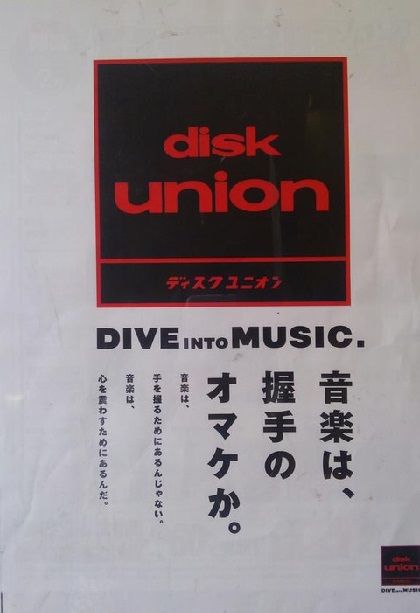 disk
union
ディスクユニオン
DIVE INTO MUSIC.
音楽は、
握手の
オマケか。
音楽は、
手を握るためにあるんじゃない。
音楽は、
心を震わすためにあるんだ。
disk
union
DIVE INTO MUSIC